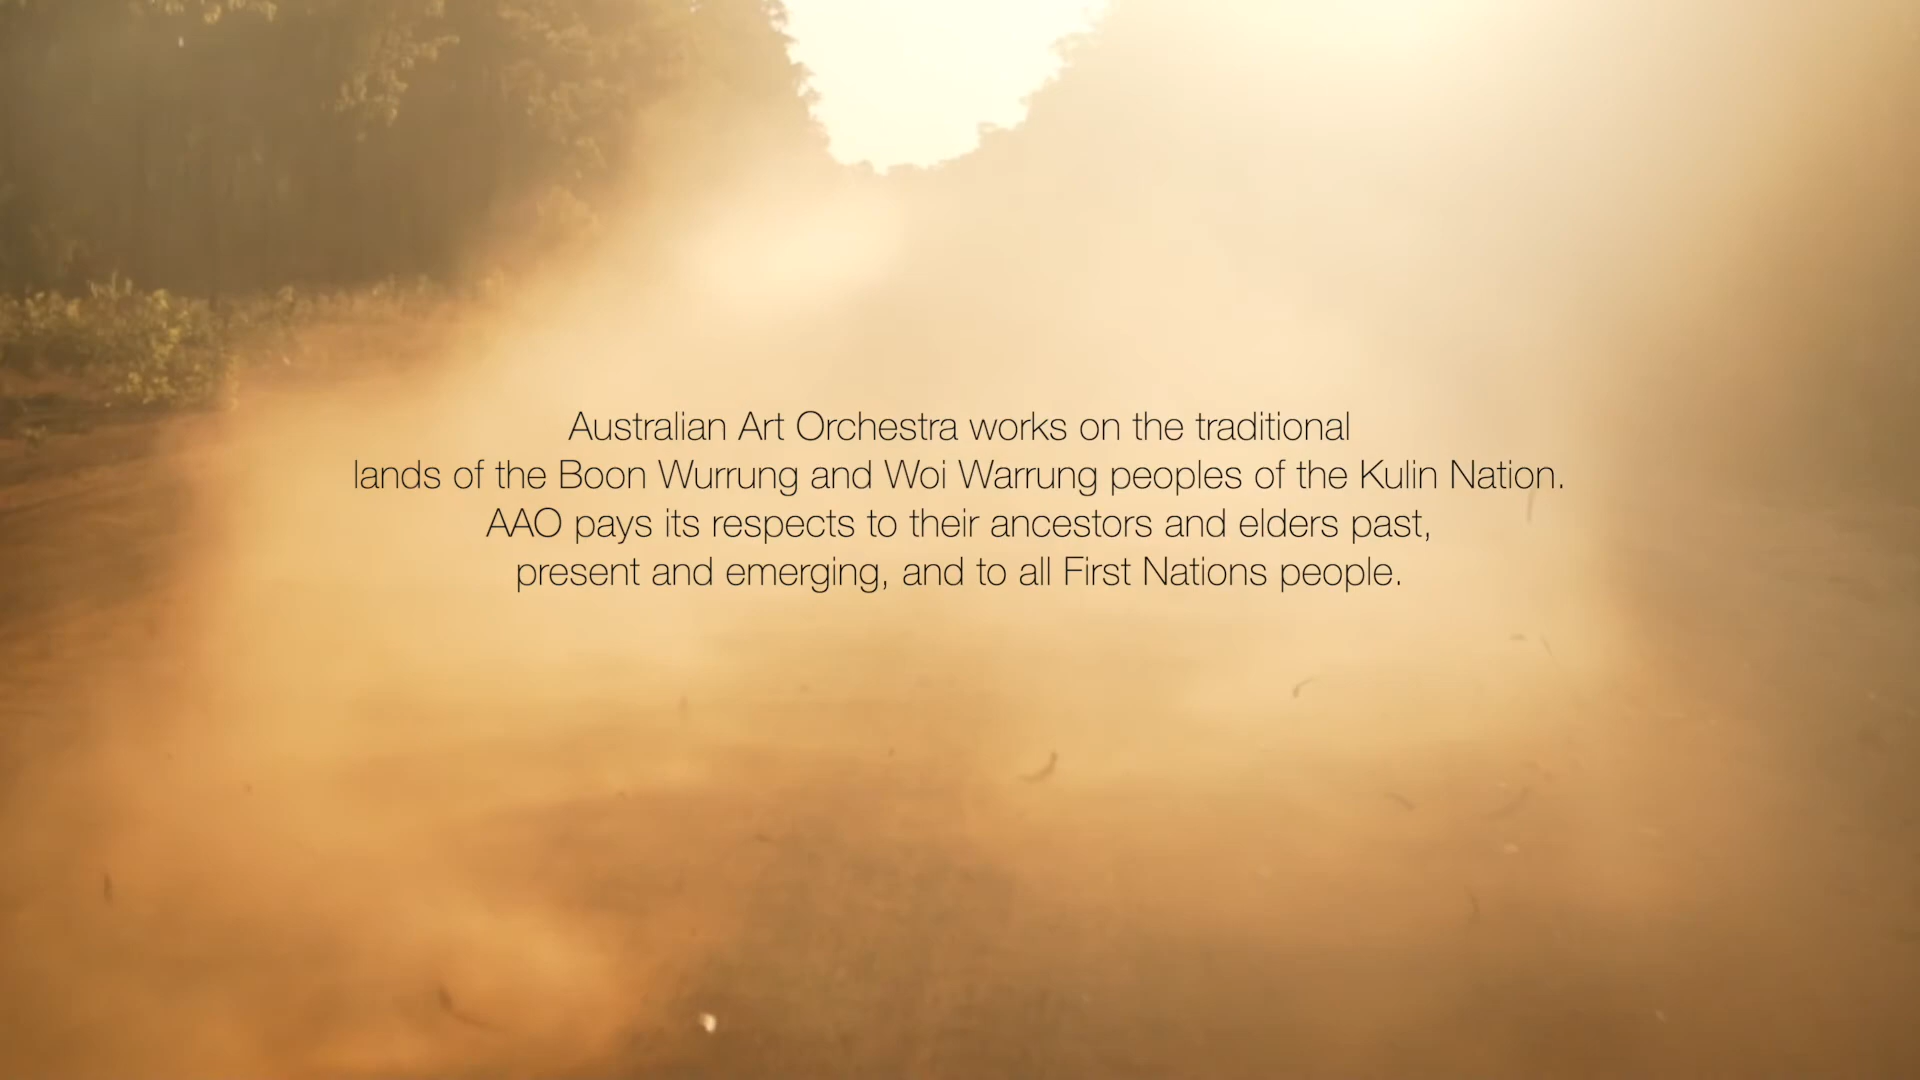 Australian Art Orchestra works on the traditional
lands of the Boon Wurrung and Woi Warrung peoples of the Kulin Nation.
AAO pays its respects to their ancestors and elders past,
present and emerging, and to all First Nations people.